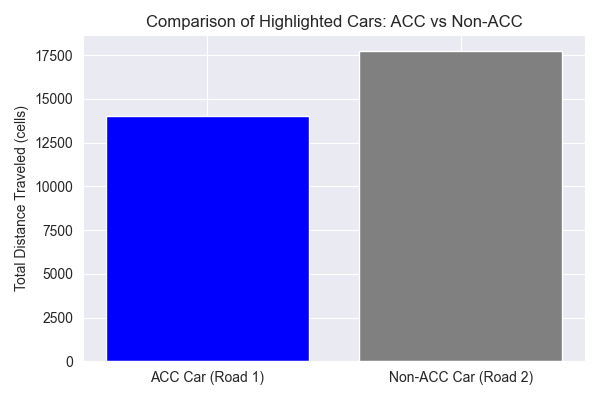 Comparison of Highlighted Cars: ACC vs Non-ACC
Total Distance Traveled (cells)
17500
15000
12500
10000
7500
5000
2500
0
ACC Car (Road 1)
Non-ACC Car (Road 2)